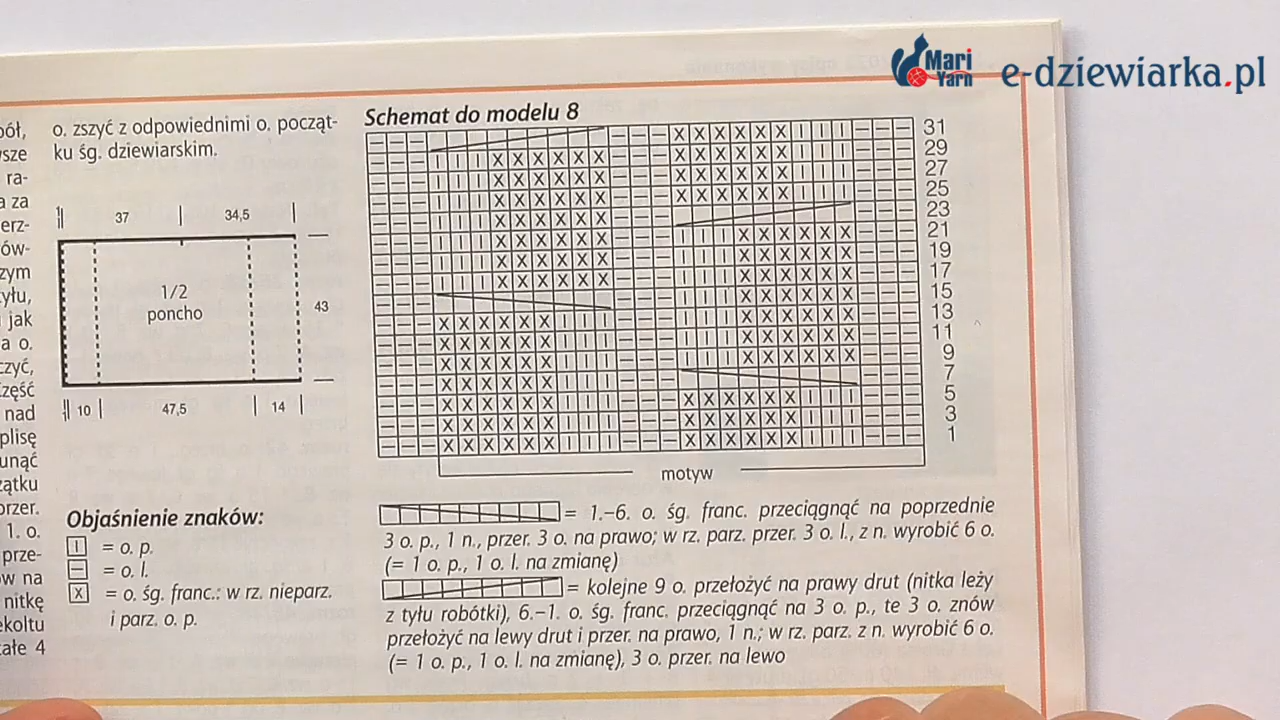 Mari
Yarn
e-dziewiarka.pl
o. zszyć z odpowiednimi o. począt-
ku śg. dziewiarskim.
37
34,5
1/2
poncho
43
10
47,5
14
Objaśnienie znaków:
I = o. p.
— = o. l.
X = o. śg. franc.: w rz. nieparz.
i parz. o. p.
Schemat do modelu 8
31
29
27
25
23
21
19
17
15
13
11
9
7
5
3
1
motyw
= 1.–6. o. śg. franc. przeciągnąć na poprzednie
3 o. p., 1 n., przer. 3 o. na prawo; w rz. parz. przer. 3 o. l., z n. wyrobić 6 o.
(= 1 o. p., 1 o. l. na zmianę)
= kolejne 9 o. przełożyć na prawy drut (nitka leży
z tyłu robótki), 6.–1. o. śg. franc. przeciągnąć na 3 o. p., te 3 o. znów
przełożyć na lewy drut i przer. na prawo, 1 n.; w rz. parz. z n. wyrobić 6 o.
(= 1 o. p., 1 o. l. na zmianę), 3 o. przer. na lewo